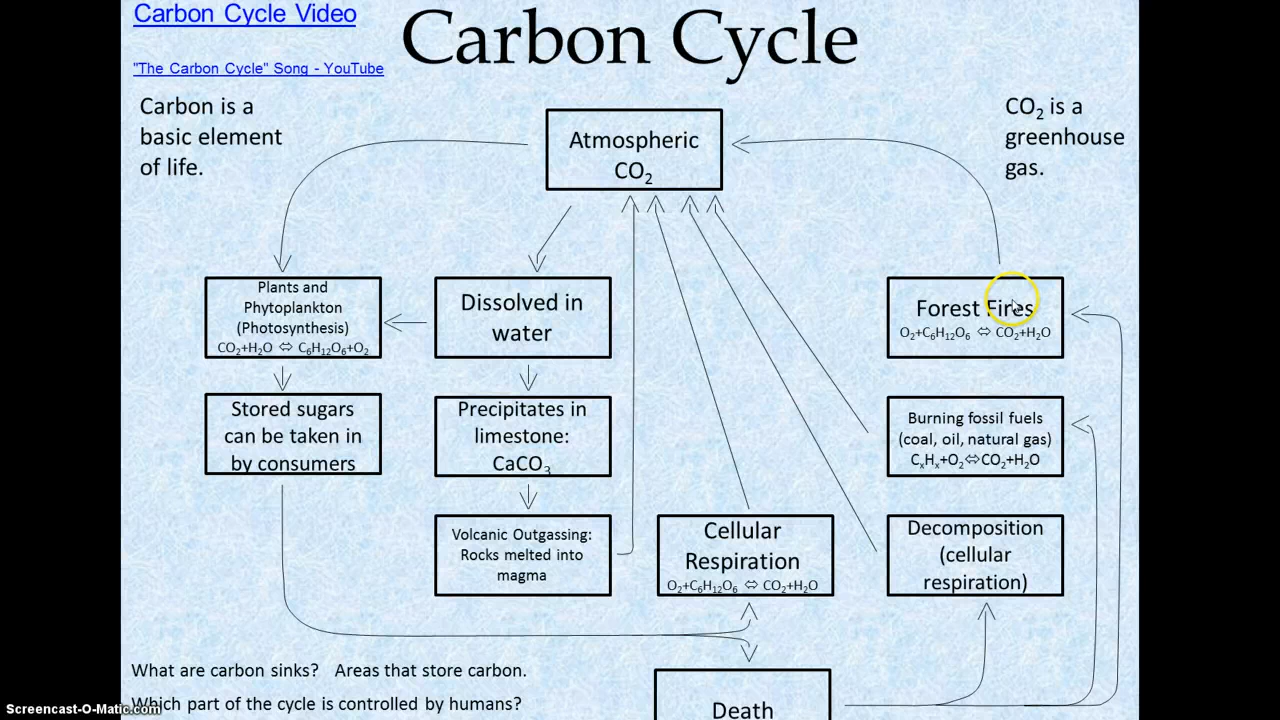 Carbon Cycle Video
Carbon Cycle
"The Carbon Cycle" Song - YouTube
Carbon is a
basic element
of life.
CO₂ is a
greenhouse
gas.
Atmospheric
CO₂
Plants and
Phytoplankton
(Photosynthesis)
CO₂+H₂O ⇔ C₆H₁₂O₆+O₂
Dissolved in
water
Forest Fires
O₂+C₆H₁₂O₆ ⇔ CO₂+H₂O
Stored sugars
can be taken in
by consumers
Precipitates in
limestone:
CaCO₃
Burning fossil fuels
(coal, oil, natural gas)
CₓHₓ+O₂⇔CO₂+H₂O
Volcanic Outgassing:
Rocks melted into
magma
Cellular
Respiration
O₂+C₆H₁₂O₆ ⇔ CO₂+H₂O
Decomposition
(cellular
respiration)
What are carbon sinks? Areas that store carbon.
Which part of the cycle is controlled by humans?
Death
Screencast-O-Matic.com